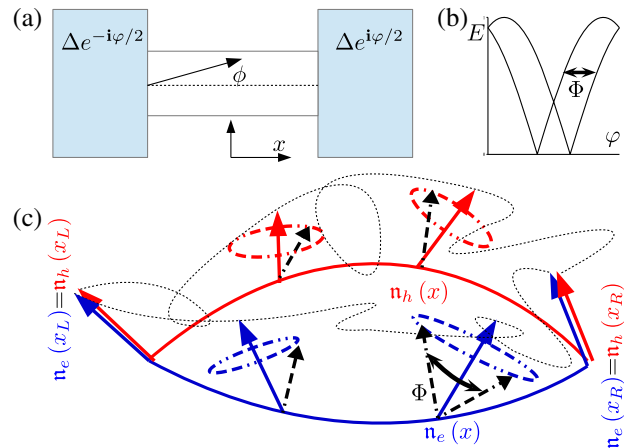 (a)
Δe^{-iφ/2}
Δe^{iφ/2}
ϕ
x
(b)
E
Φ
φ
(c)
𝔫_e(x_L)=𝔫_h(x_L)
𝔫_h(x)
Φ
𝔫_e(x)
𝔫_e(x_R)=𝔫_h(x_R)